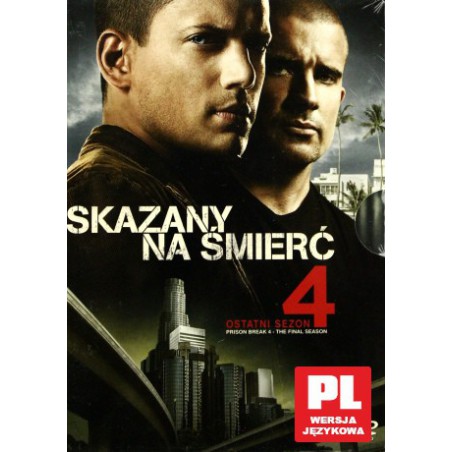 SKAZANY
NA ŚMIERĆ
4
OSTATNI SEZON
PRISON BREAK 4 - THE FINAL SEASON
PL
WERSJA
JĘZYKOWA